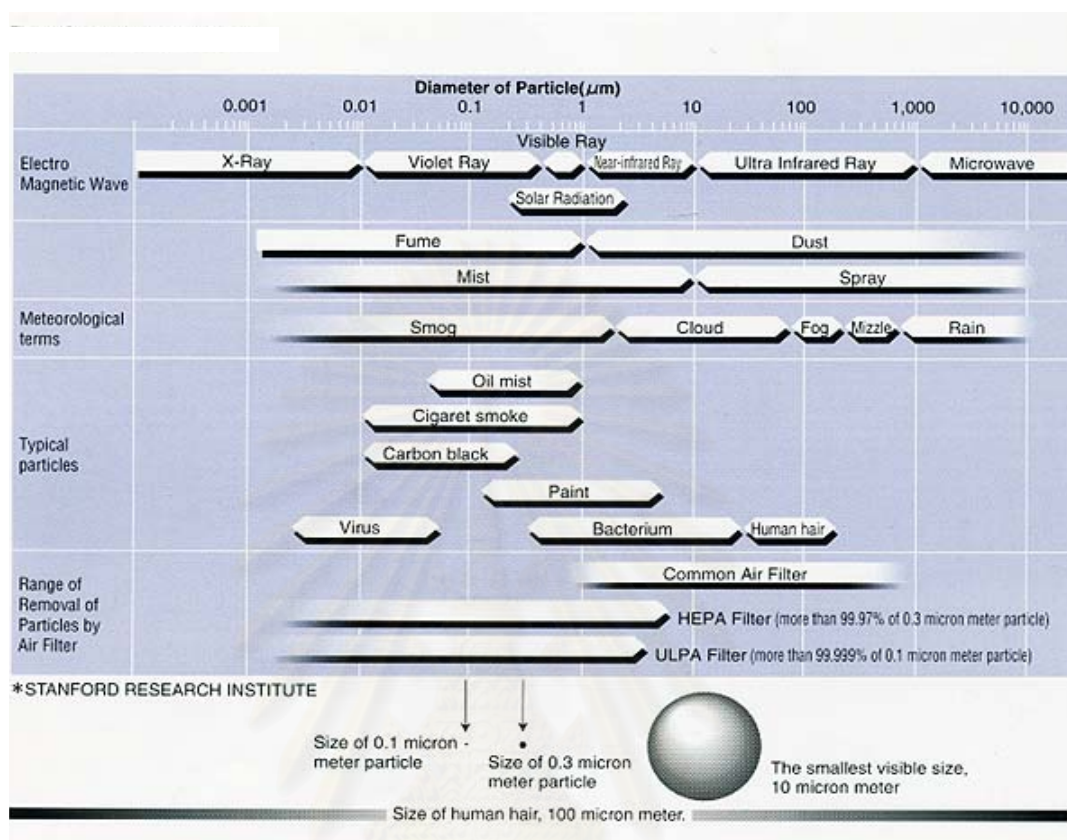 Diameter of Particle(μm)
0.001 0.01 0.1 1 10 100 1,000 10,000
Visible Ray
Electro
Magnetic Wave
X-Ray Violet Ray Near-infrared Ray Ultra Infrared Ray Microwave
Solar Radiation
Fume Dust
Mist Spray
Meteorological
terms
Smog Cloud Fog Mizzle Rain
Oil mist
Cigaret smoke
Typical
particles
Carbon black
Paint
Virus Bacterium Human hair
Range of
Removal of
Particles by
Air Filter
Common Air Filter
HEPA Filter (more than 99.97% of 0.3 micron meter particle)
ULPA Filter (more than 99.999% of 0.1 micron meter particle)
*STANFORD RESEARCH INSTITUTE
Size of 0.1 micron
meter particle
Size of 0.3 micron
meter particle
The smallest visible size,
10 micron meter
Size of human hair, 100 micron meter.